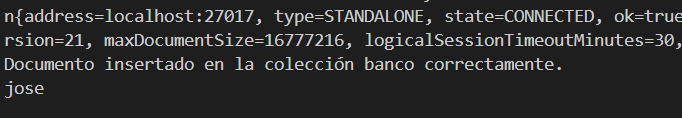 n{address=localhost:27017, type=STANDALONE, state=CONNECTED, ok=true
rsion=21, maxDocumentSize=16777216, logicalSessionTimeoutMinutes=30,
Documento insertado en la colección banco correctamente.
jose